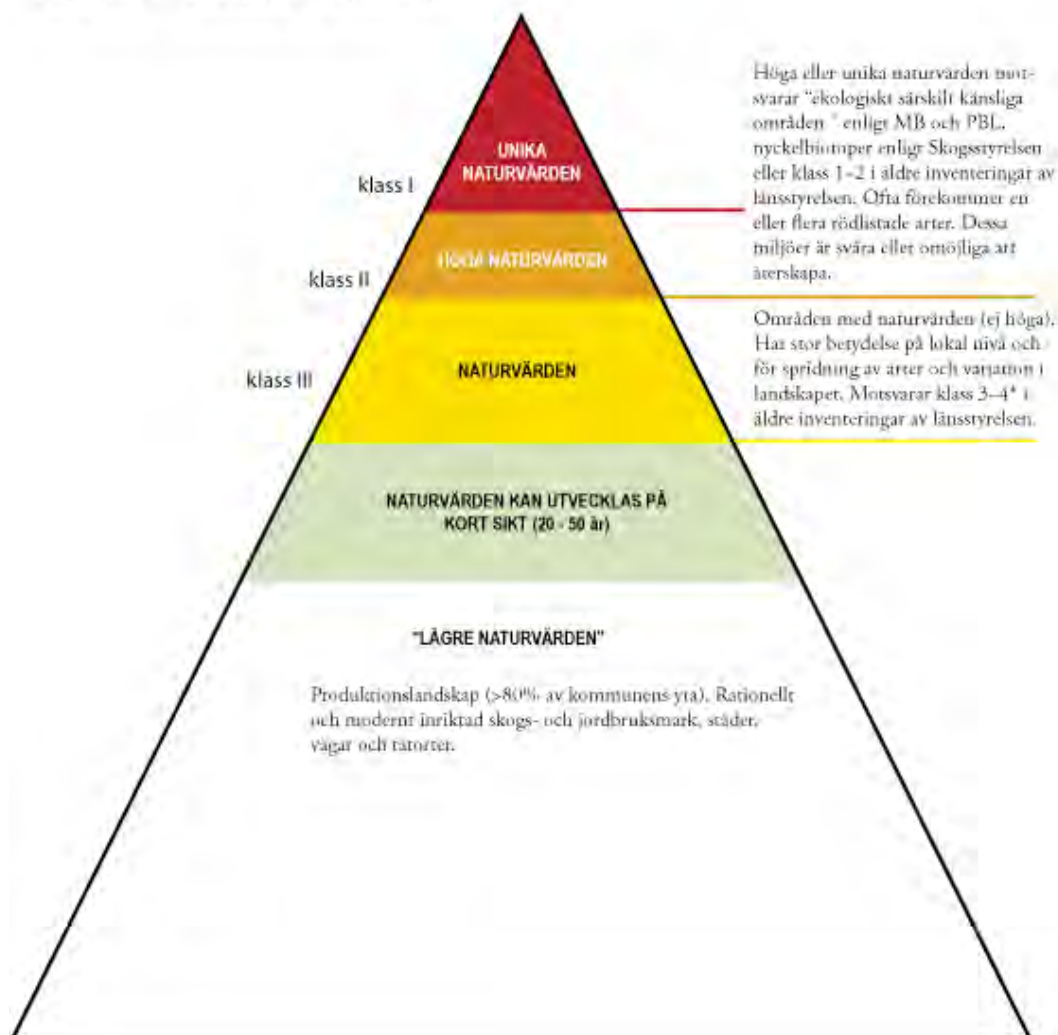 UNIKA
NATURVÄRDEN
klass I
HÖGA NATURVÄRDEN
klass II
NATURVÄRDEN
klass III
NATURVÄRDEN KAN UTVECKLAS PÅ
KORT SIKT (20 - 50 år)
"LÄGRE NATURVÄRDEN"
Produktionslandskap (>80% av kommunens yta). Rationellt
och modernt inriktad skogs- och jordbruksmark, städer,
vägar och tätorter.
Höga eller unika naturvärden mot-
svarar "ekologiskt särskilt känsliga
områden" enligt MB och PBL,
nyckelbiotoper enligt Skogsstyrelsen
eller klass 1–2 i äldre inventeringar av
länsstyrelsen. Ofta förekommer en
eller flera rödlistade arter. Dessa
miljöer är svåra eller omöjliga att
återskapa.
Områden med naturvärden (ej höga).
Har stor betydelse på lokal nivå och
för spridning av arter och variation i
landskapet. Motsvarar klass 3–4* i
äldre inventeringar av länsstyrelsen.